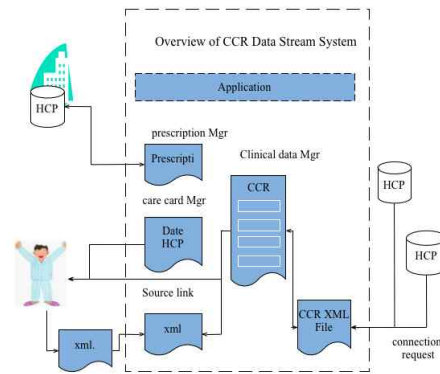 Overview of CCR Data Stream System
Application
HCP
prescription Mgr
Prescripti
Clinical data Mgr
CCR
HCP
care card Mgr
Date
HCP
HCP
Source link
xml
xml.
CCR XML
File
connection
request